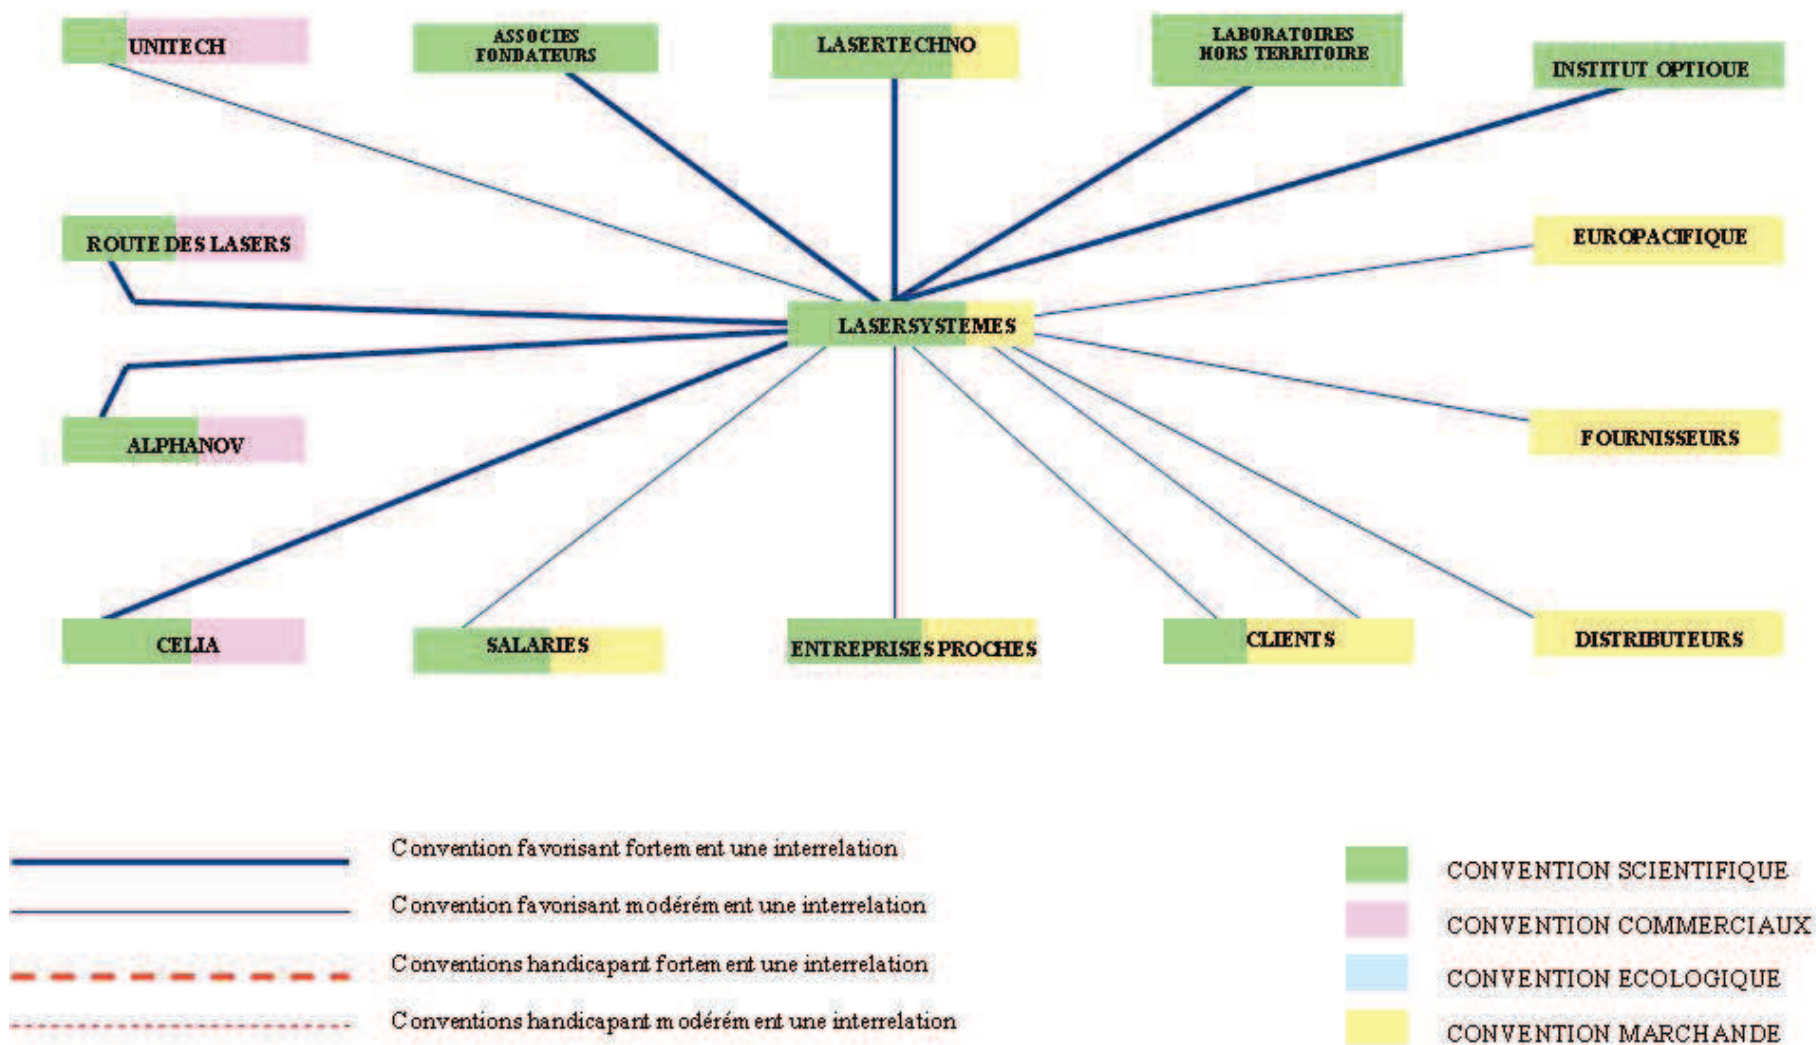 UNITECH
ASSOCIES
FONDATEURS
LASERTECHNO
LABORATOIRES
HORS TERRITOIRE
INSTITUT OPTIQUE
ROUTE DES LASERS
EUROPACIFIQUE
LASERSYSTEMES
ALPHANOV
FOURNISSEURS
CELIA
SALARIES
ENTREPRISES PROCHES
CLIENTS
DISTRIBUTEURS
Convention favorisant fortement une interrelation
Convention favorisant modérément une interrelation
Conventions handicapant fortement une interrelation
Conventions handicapant modérément une interrelation
CONVENTION SCIENTIFIQUE
CONVENTION COMMERCIAUX
CONVENTION ECOLOGIQUE
CONVENTION MARCHANDE